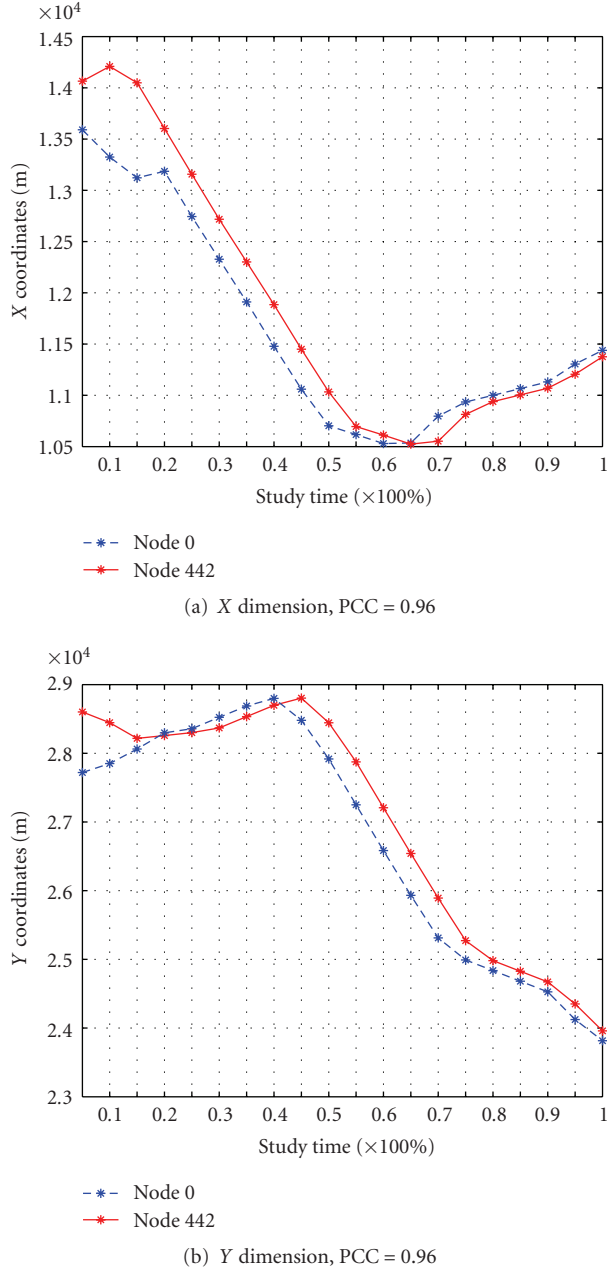 ×10⁴
1.45
1.4
1.35
1.3
1.25
1.2
1.15
1.1
1.05
X coordinates (m)
0.1 0.2 0.3 0.4 0.5 0.6 0.7 0.8 0.9 1
Study time (×100%)
Node 0
Node 442
(a) X dimension, PCC = 0.96
×10⁴
2.9
2.8
2.7
2.6
2.5
2.4
2.3
Y coordinates (m)
0.1 0.2 0.3 0.4 0.5 0.6 0.7 0.8 0.9 1
Study time (×100%)
Node 0
Node 442
(b) Y dimension, PCC = 0.96